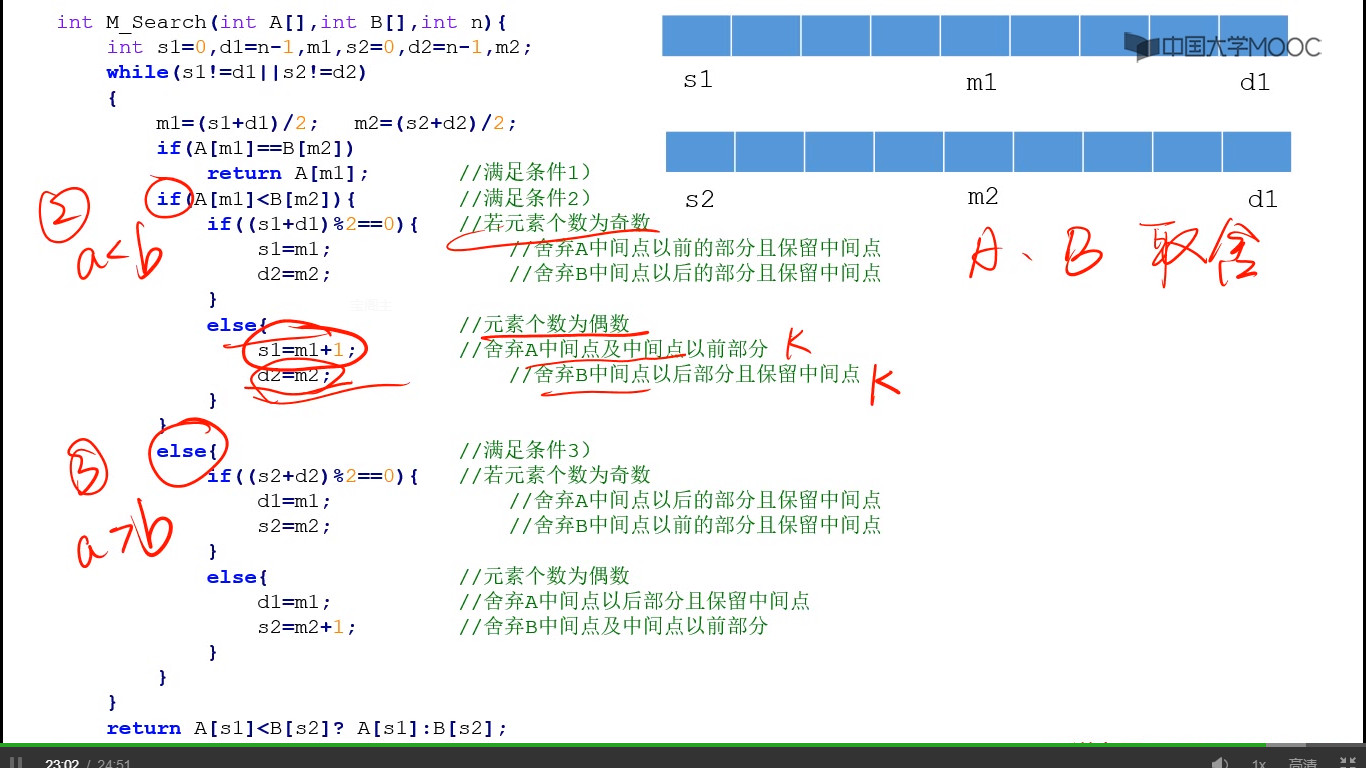 int M_Search(int A[],int B[],int n){
int s1=0,d1=n-1,m1,s2=0,d2=n-1,m2;
while(s1!=d1||s2!=d2)
{
m1=(s1+d1)/2;   m2=(s2+d2)/2;
if(A[m1]==B[m2])
return A[m1];   //满足条件1）
if(A[m1]<B[m2]){   //满足条件2）
if((s1+d1)%2==0){   //若元素个数为奇数
s1=m1;   //舍弃A中间点以前的部分且保留中间点
d2=m2;   //舍弃B中间点以后的部分且保留中间点
}
else{   //元素个数为偶数
s1=m1+1;   //舍弃A中间点及中间点以前部分 K
d2=m2;   //舍弃B中间点以后部分且保留中间点 K
}
}
else{   //满足条件3）
if((s2+d2)%2==0){   //若元素个数为奇数
d1=m1;   //舍弃A中间点以后的部分且保留中间点
s2=m2;   //舍弃B中间点以前的部分且保留中间点
}
else{   //元素个数为偶数
d1=m1;   //舍弃A中间点以后部分且保留中间点
s2=m2+1;   //舍弃B中间点及中间点以前部分
}
}
}
return A[s1]<B[s2]? A[s1]:B[s2];
② a<b
③ a>b
中国大学MOOC
s1 m1 d1
s2 m2 d1
A、B 取舍
23:02 / 24:51
1x 高清